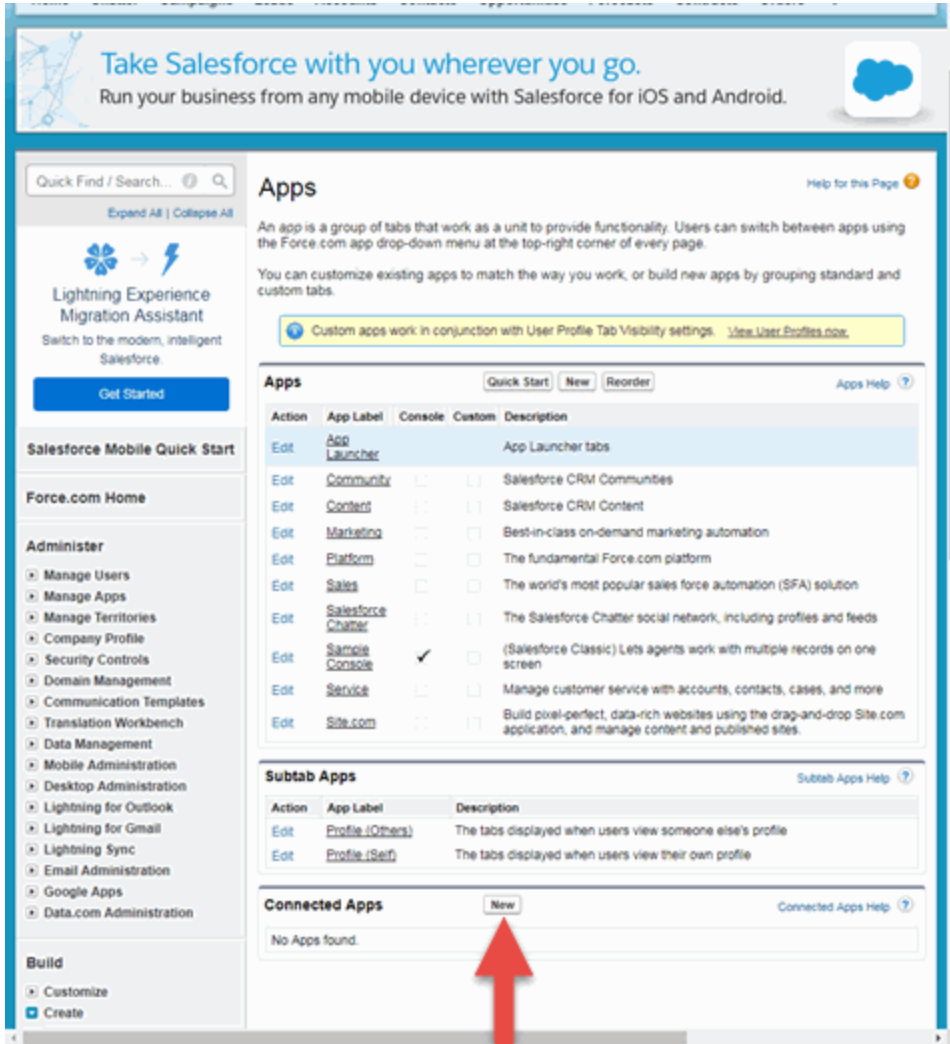 Take Salesforce with you wherever you go.
Run your business from any mobile device with Salesforce for iOS and Android.
Quick Find / Search...
Expand All | Collapse All
Lightning Experience
Migration Assistant
Switch to the modern, intelligent
Salesforce.
Get Started
Salesforce Mobile Quick Start
Force.com Home
Administer
Manage Users
Manage Apps
Manage Territories
Company Profile
Security Controls
Domain Management
Communication Templates
Translation Workbench
Data Management
Mobile Administration
Desktop Administration
Lightning for Outlook
Lightning for Gmail
Lightning Sync
Email Administration
Google Apps
Data.com Administration
Build
Customize
Create
Apps
Help for this Page
An app is a group of tabs that work as a unit to provide functionality. Users can switch between apps using
the Force.com app drop-down menu at the top-right corner of every page.
You can customize existing apps to match the way you work, or build new apps by grouping standard and
custom tabs.
Custom apps work in conjunction with User Profile Tab Visibility settings. View User Profiles now.
Apps Quick Start New Reorder Apps Help
Action App Label Console Custom Description
Edit App Launcher App Launcher tabs
Edit Community Salesforce CRM Communities
Edit Content Salesforce CRM Content
Edit Marketing Best-in-class on-demand marketing automation
Edit Platform The fundamental Force.com platform
Edit Sales The world's most popular sales force automation (SFA) solution
Edit Salesforce Chatter The Salesforce Chatter social network, including profiles and feeds
Edit Sample Console (Salesforce Classic) Lets agents work with multiple records on one
screen
Edit Service Manage customer service with accounts, contacts, cases, and more
Edit Site.com Build pixel-perfect, data-rich websites using the drag-and-drop Site.com
application, and manage content and published sites.
Subtab Apps Subtab Apps Help
Action App Label Description
Edit Profile (Others) The tabs displayed when users view someone else's profile
Edit Profile (Self) The tabs displayed when users view their own profile
Connected Apps New Connected Apps Help
No Apps found.